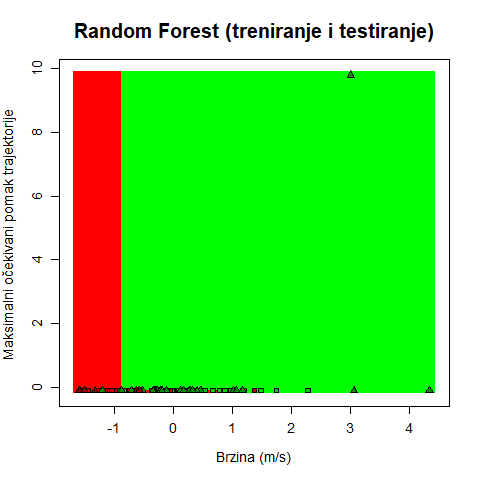 Random Forest (treniranje i testiranje)
Maksimalni očekivani pomak trajektorije
10
8
6
4
2
0
-1 0 1 2 3 4
Brzina (m/s)